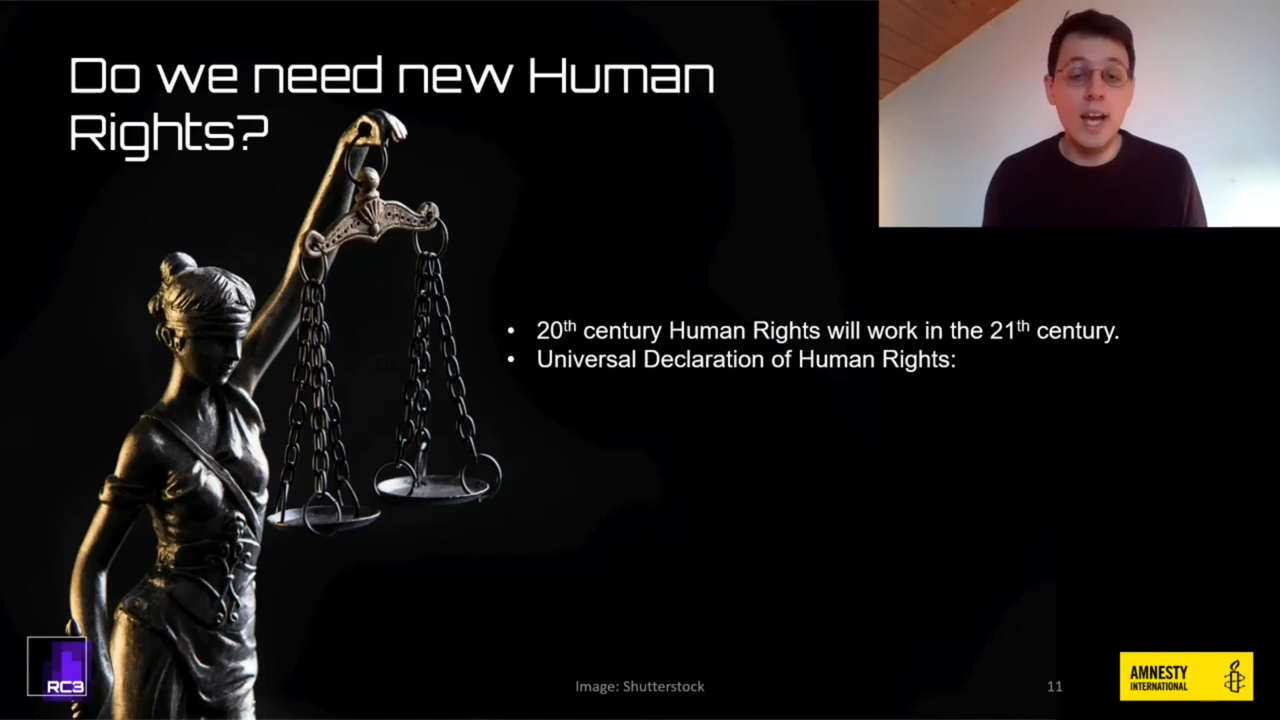 Do we need new Human
Rights?
• 20th century Human Rights will work in the 21th century.
• Universal Declaration of Human Rights:
RC3
Image: Shutterstock
11
AMNESTY
INTERNATIONAL